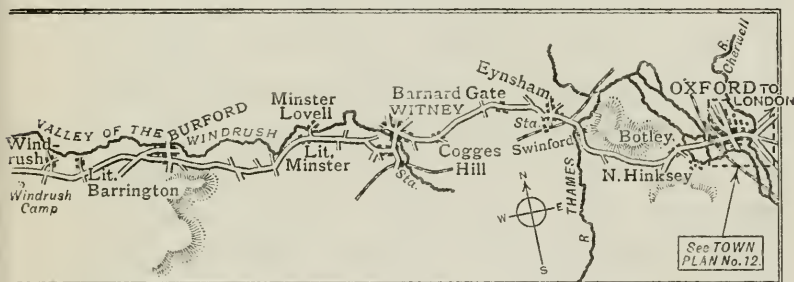 R. Cherwell
OXFORD TO LONDON
Eynsham
Barnard Gate
WITNEY
Minster Lovell
VALLEY OF THE WINDRUSH
BURFORD
Wind-
rush
Lit. Barrington
Windrush
Camp
Lit.
Minster
Sta.
Cogges
Hill
Sta
Swinford
Botley
N. Hinksey
R THAMES
N
W E
S
See TOWN
PLAN No.12.